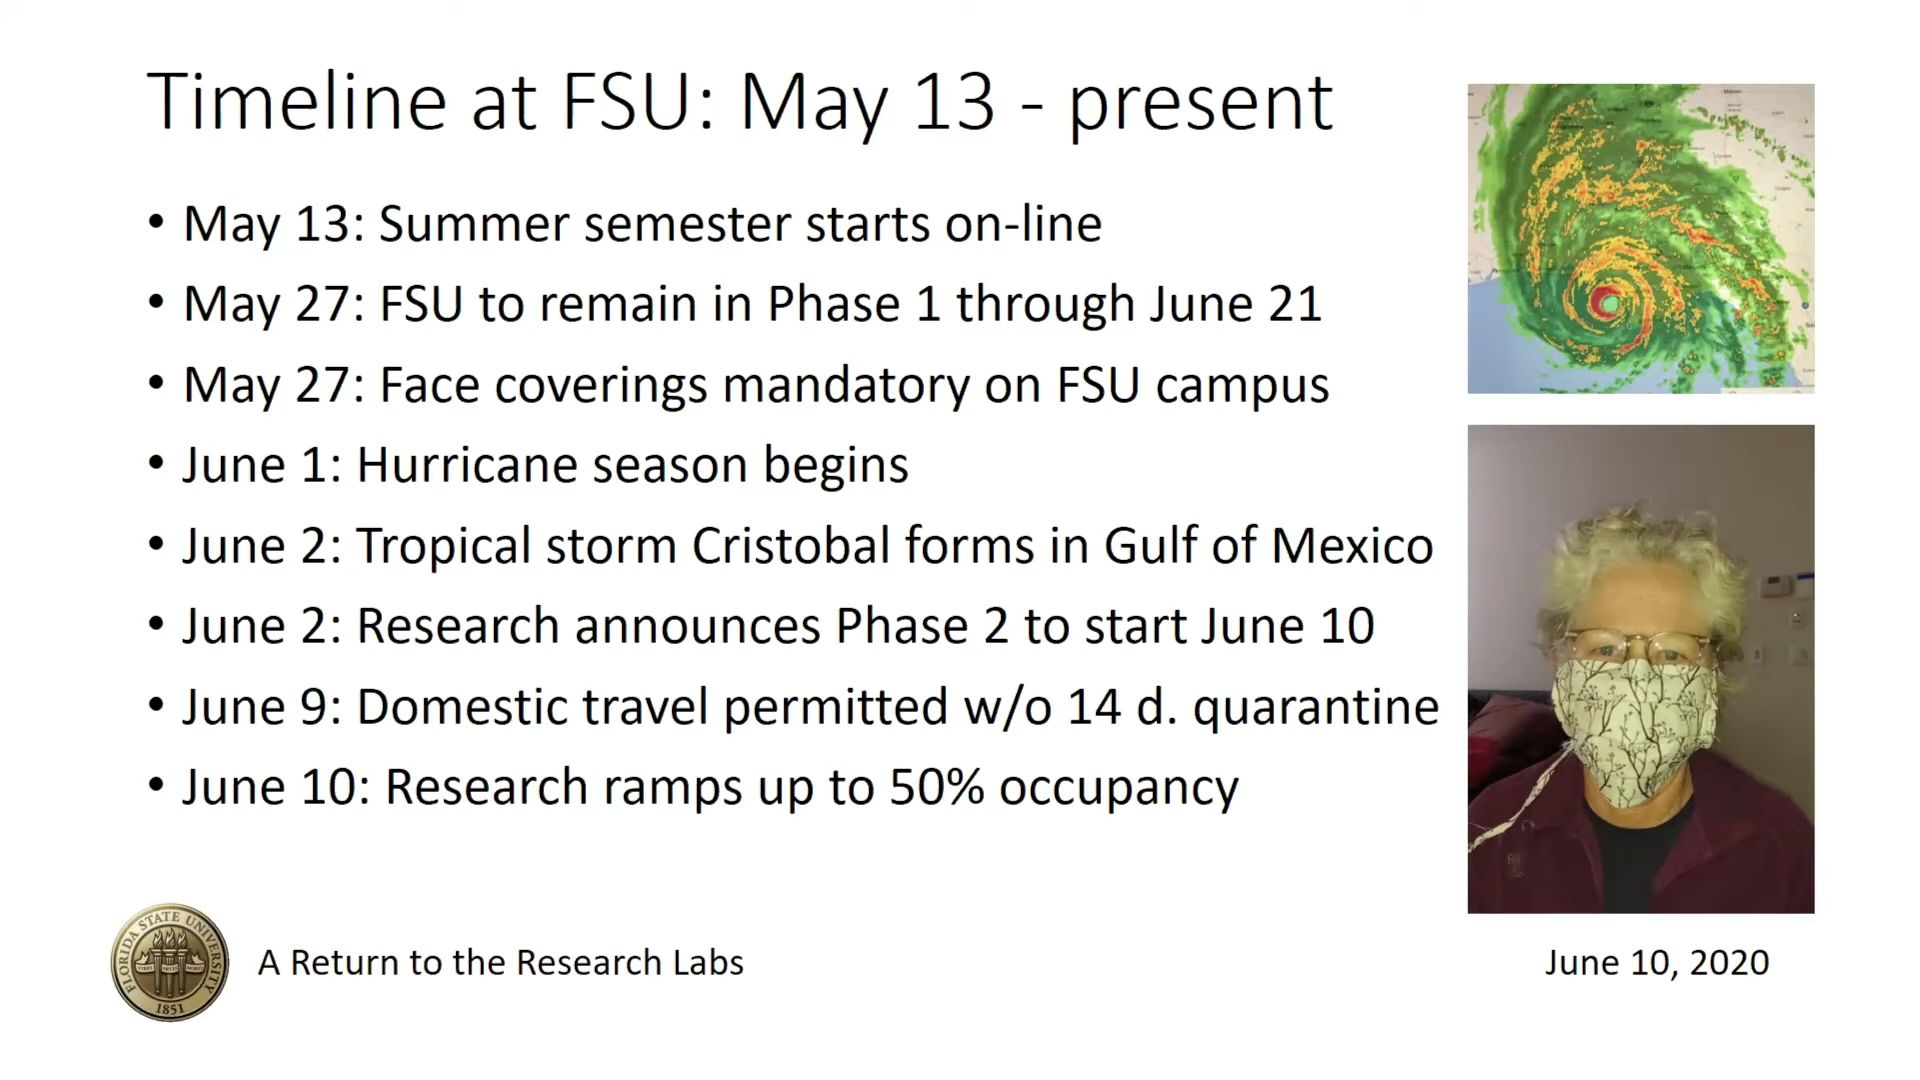 Timeline at FSU: May 13 - present
• May 13: Summer semester starts on-line
• May 27: FSU to remain in Phase 1 through June 21
• May 27: Face coverings mandatory on FSU campus
• June 1: Hurricane season begins
• June 2: Tropical storm Cristobal forms in Gulf of Mexico
• June 2: Research announces Phase 2 to start June 10
• June 9: Domestic travel permitted w/o 14 d. quarantine
• June 10: Research ramps up to 50% occupancy
FLORIDA STATE UNIVERSITY
1851
A Return to the Research Labs
June 10, 2020